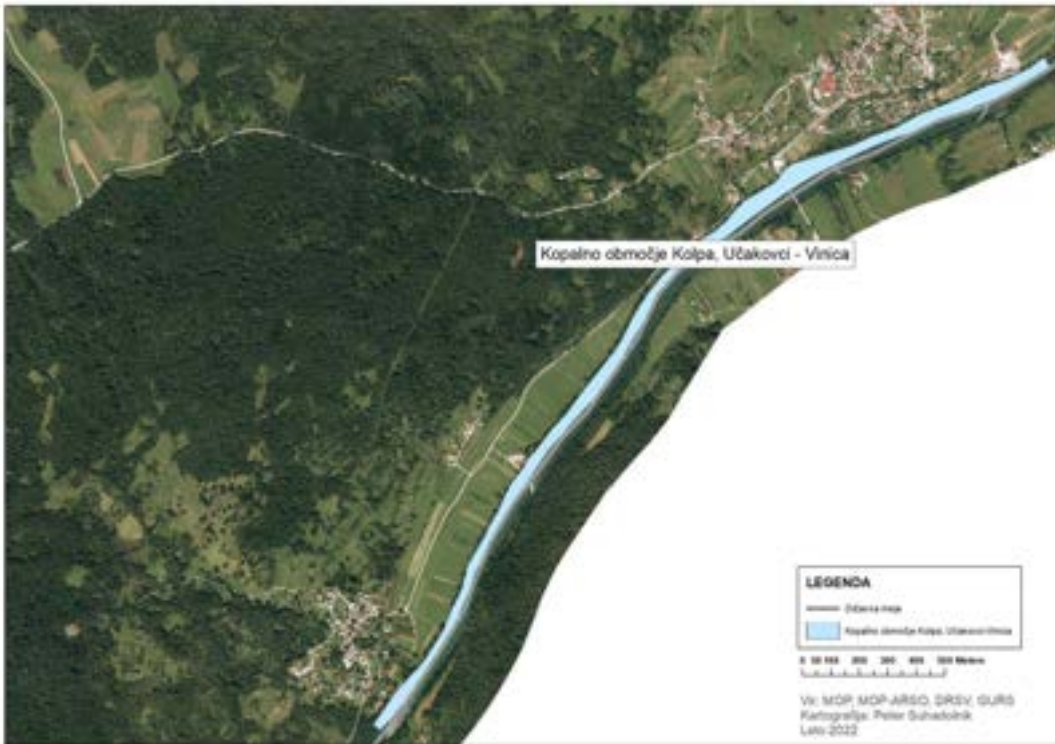 Kopalno območje Kolpa, Učakovci - Vinica
LEGENDA
Državna meja
Kopalno območje Kolpa, Učakovci-Vinica
0 50 100 200 300 400 500 Meters
Vir: MOP, MOP-ARSO, DRSV, GURS
Kartografija: Peter Suhadolnik
Leto 2022